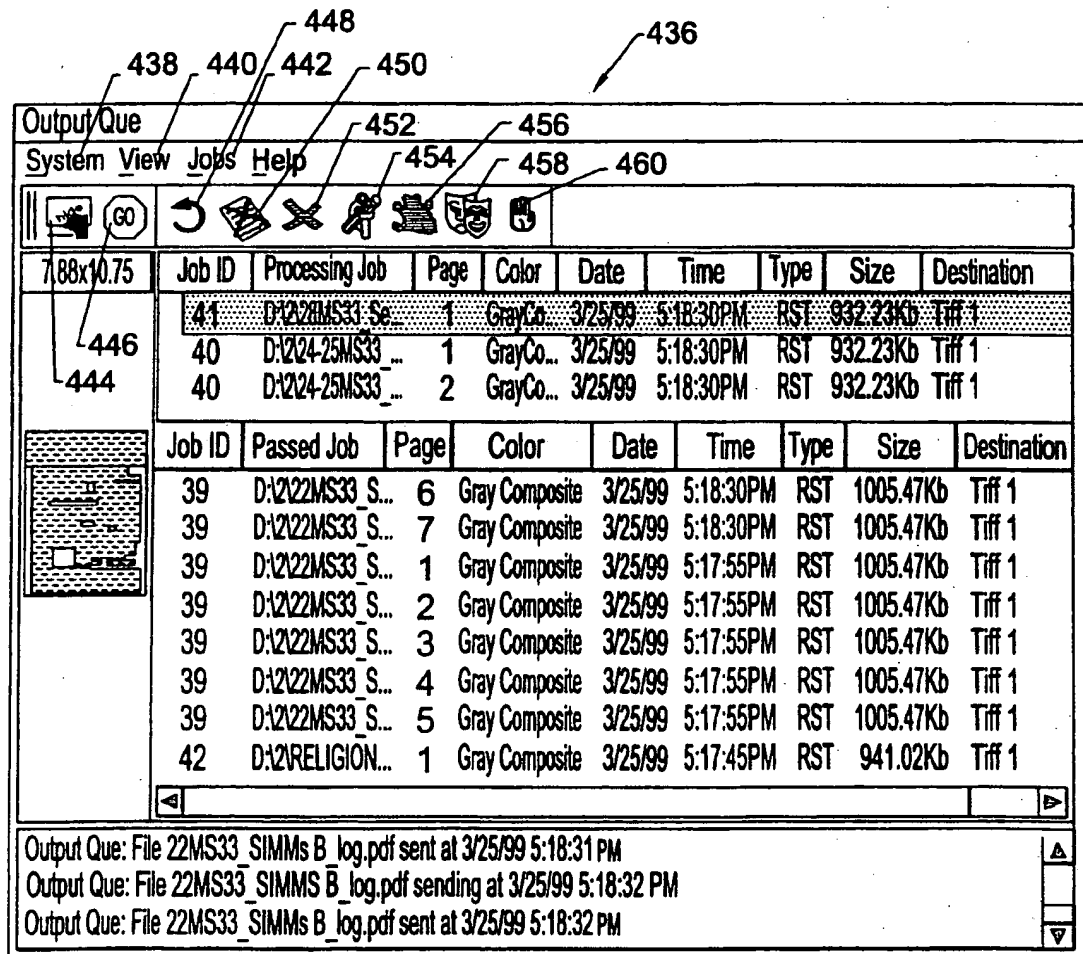 448
436
438 440 442 450
Output Que
452 456
System View Jobs Help
454 458 460
GO
7.88x10.75
Job ID Processing Job Page Color Date Time Type Size Destination
41 D:\2\28MS33_Se... 1 GrayCo... 3/25/99 5:18:30PM RST 932.23Kb Tiff 1
446
40 D:\2\24-25MS33_... 1 GrayCo... 3/25/99 5:18:30PM RST 932.23Kb Tiff 1
444
40 D:\2\24-25MS33_... 2 GrayCo... 3/25/99 5:18:30PM RST 932.23Kb Tiff 1
Job ID Passed Job Page Color Date Time Type Size Destination
39 D:\2\22MS33_S... 6 Gray Composite 3/25/99 5:18:30PM RST 1005.47Kb Tiff 1
39 D:\2\22MS33_S... 7 Gray Composite 3/25/99 5:18:30PM RST 1005.47Kb Tiff 1
39 D:\2\22MS33_S... 1 Gray Composite 3/25/99 5:17:55PM RST 1005.47Kb Tiff 1
39 D:\2\22MS33_S... 2 Gray Composite 3/25/99 5:17:55PM RST 1005.47Kb Tiff 1
39 D:\2\22MS33_S... 3 Gray Composite 3/25/99 5:17:55PM RST 1005.47Kb Tiff 1
39 D:\2\22MS33_S... 4 Gray Composite 3/25/99 5:17:55PM RST 1005.47Kb Tiff 1
39 D:\2\22MS33_S... 5 Gray Composite 3/25/99 5:17:55PM RST 1005.47Kb Tiff 1
42 D:\2\RELIGION... 1 Gray Composite 3/25/99 5:17:45PM RST 941.02Kb Tiff 1
Output Que: File 22MS33_SIMMs B_log.pdf sent at 3/25/99 5:18:31 PM
Output Que: File 22MS33_SIMMS B_log.pdf sending at 3/25/99 5:18:32 PM
Output Que: File 22MS33_SIMMs B_log.pdf sent at 3/25/99 5:18:32 PM